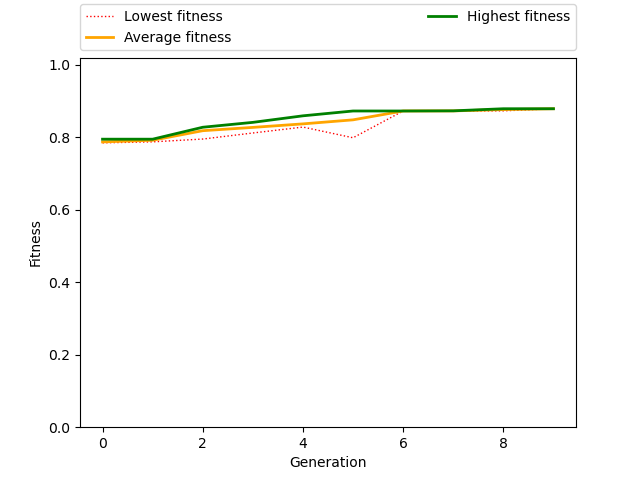 Lowest fitness
Average fitness
Highest fitness
1.0
0.8
0.6
0.4
0.2
0.0
Fitness
0 2 4 6 8
Generation